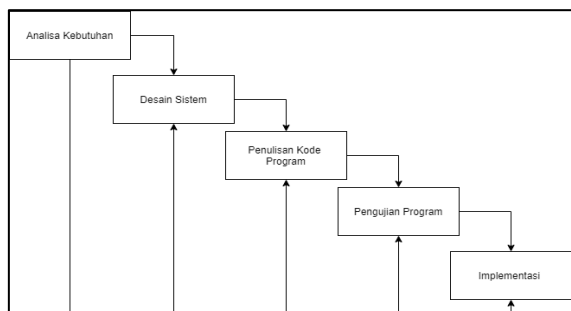 Analisa Kebutuhan
Desain Sistem
Penulisan Kode
Program
Pengujian Program
Implementasi